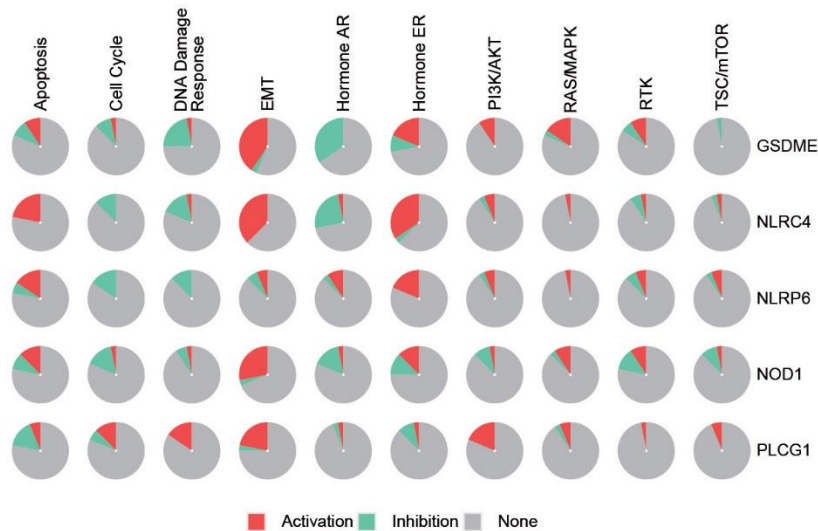 Apoptosis
Cell Cycle
DNA Damage
Response
EMT
Hormone AR
Hormone ER
PI3K/AKT
RAS/MAPK
RTK
TSC/mTOR
GSDME
NLRC4
NLRP6
NOD1
PLCG1
Activation Inhibition None